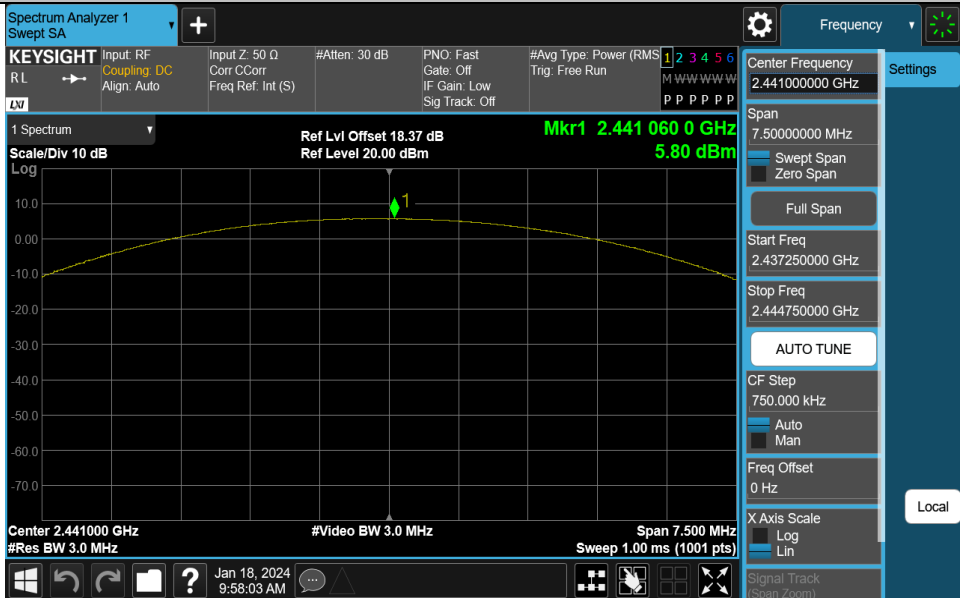 Spectrum Analyzer 1
Swept SA
+
Frequency
KEYSIGHT
RL
LXI
Input: RF
Coupling: DC
Align: Auto
Input Z: 50 Ω
Corr CCorr
Freq Ref: Int (S)
#Atten: 30 dB
PNO: Fast
Gate: Off
IF Gain: Low
Sig Track: Off
#Avg Type: Power (RMS
Trig: Free Run
1 2 3 4 5 6
M W W W W W
P P P P P P
1 Spectrum
Scale/Div 10 dB
Ref Lvl Offset 18.37 dB
Ref Level 20.00 dBm
Mkr1 2.441 060 0 GHz
5.80 dBm
Log
1
10.0
0.00
-10.0
-20.0
-30.0
-40.0
-50.0
-60.0
-70.0
Center 2.441000 GHz
#Video BW 3.0 MHz
Span 7.500 MHz
#Res BW 3.0 MHz
Sweep 1.00 ms (1001 pts)
Center Frequency
2.441000000 GHz
Settings
Span
7.50000000 MHz
Swept Span
Zero Span
Full Span
Start Freq
2.437250000 GHz
Stop Freq
2.444750000 GHz
AUTO TUNE
CF Step
750.000 kHz
Auto
Man
Freq Offset
0 Hz
Local
X Axis Scale
Log
Lin
Signal Track
(Span Zoom)
?
Jan 18, 2024
9:58:03 AM